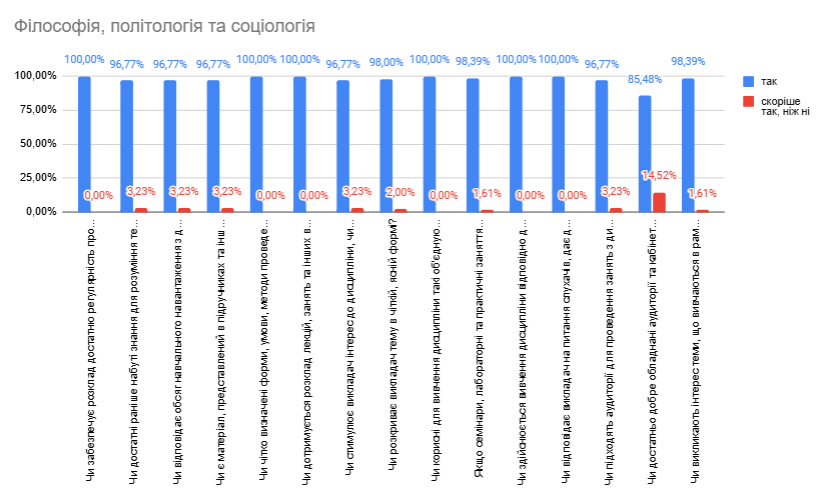 Філософія, політологія та соціологія
100,00%
96,77%
96,77%
96,77%
100,00%
100,00%
96,77%
98,00%
100,00%
98,39%
100,00%
100,00%
96,77%
85,48%
98,39%
100,00%
75,00%
50,00%
25,00%
0,00%
0,00%
3,23%
3,23%
3,23%
0,00%
0,00%
3,23%
2,00%
0,00%
1,61%
0,00%
0,00%
3,23%
14,52%
1,61%
так
скоріше
так, ніж ні
Чи забезпечує розклад достатню регулярність про...
Чи достатні раніше набуті знання для розуміння те...
Чи відповідає обсяг навчального навантаження з д...
Чи є матеріал, представлений в підручниках та інш...
Чи чітко визначені форми, умови, методи проведе...
Чи дотримується розклад лекцій, занять та інших в...
Чи стимулює викладач інтерес до дисципліни, чи...
Чи розкриває викладач тему в чіткій, ясній формі?
Чи корисні для вивчення дисципліни такі об'єдную...
Якщо семінари, лабораторні та практичні заняття...
Чи здійснюється вивчення дисципліни відповідно д...
Чи відповідає викладач на питання слухачів, дає д...
Чи підходять аудиторії для проведення занять з ди...
Чи достатньо добре обладнані аудиторії та кабінет...
Чи викликають інтерес теми, що вивчаються в рам...